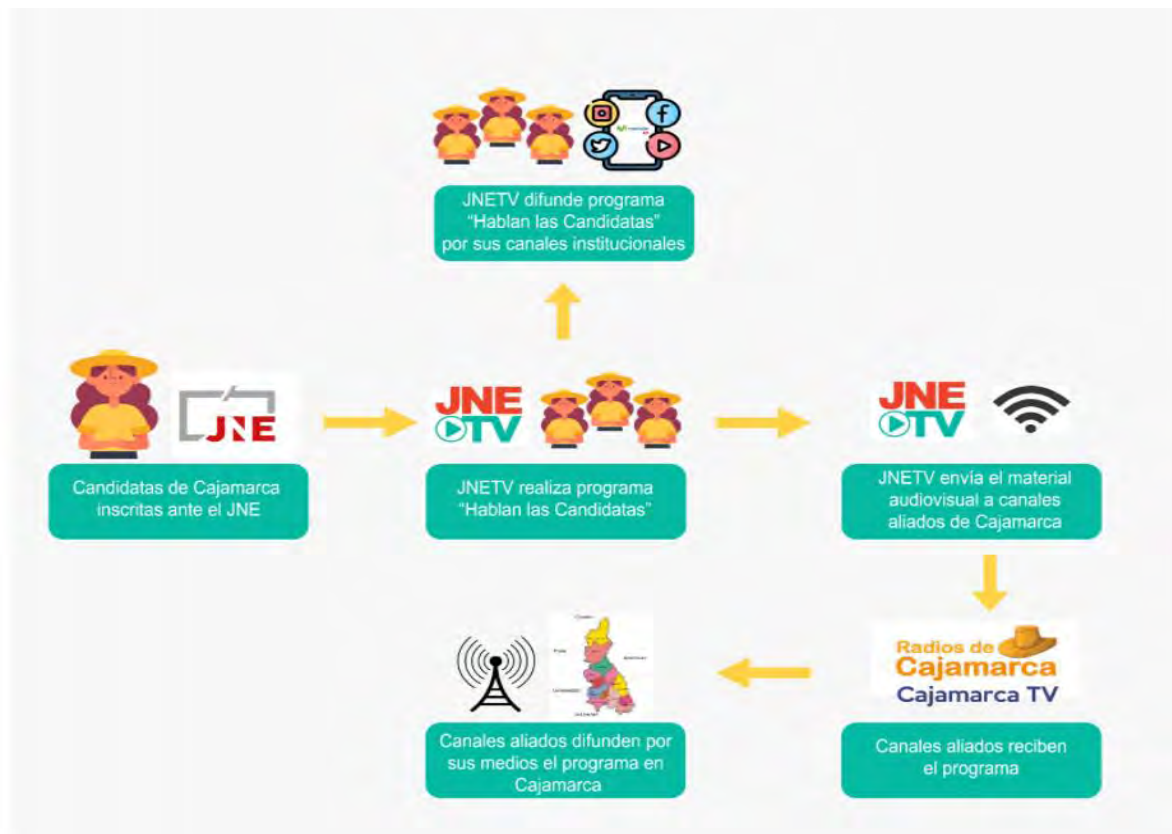 JNETV difunde programa
“Hablan las Candidatas”
por sus canales institucionales
JNE
Candidatas de Cajamarca
inscritas ante el JNE
JNE
TV
JNETV realiza programa
“Hablan las Candidatas”
JNE
TV
JNETV envía el material
audiovisual a canales
aliados de Cajamarca
Radios de
Cajamarca
Cajamarca TV
Canales aliados reciben
el programa
Canales aliados difunden por
sus medios el programa en
Cajamarca